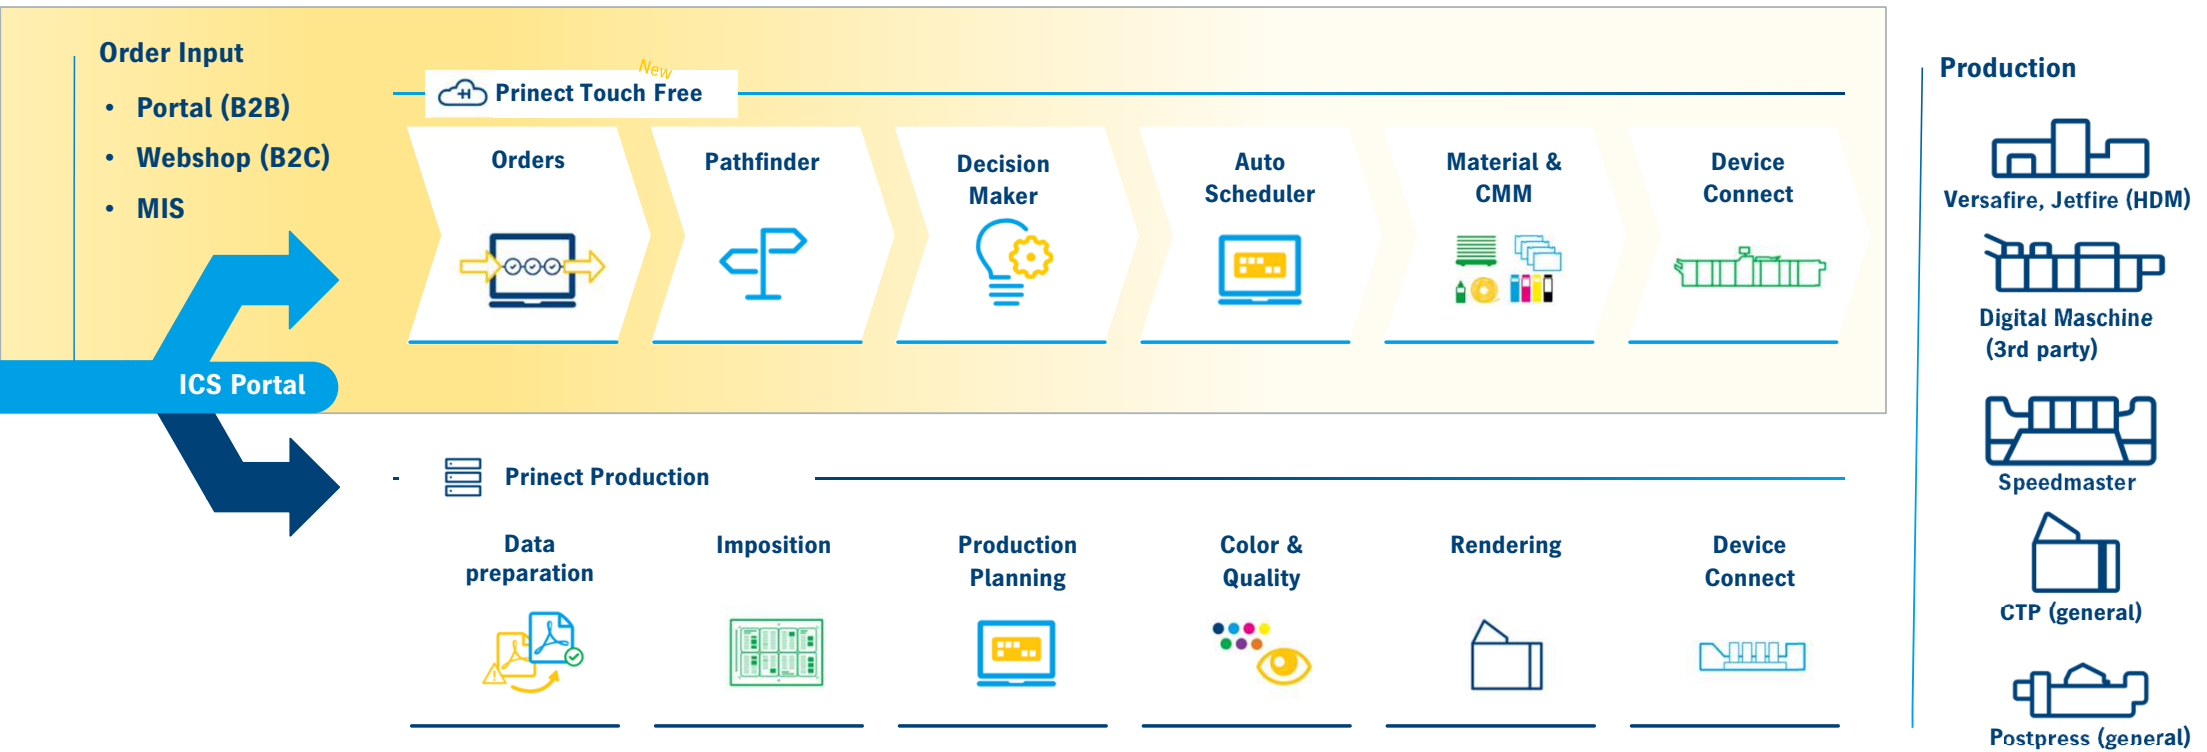 Order Input
• Portal (B2B)
• Webshop (B2C)
• MIS
ICS Portal
New
Prinect Touch Free
Orders
Pathfinder
Decision
Maker
Auto
Scheduler
Material &
CMM
Device
Connect
Prinect Production
Data
preparation
Imposition
Production
Planning
Color &
Quality
Rendering
Device
Connect
Production
Versafire, Jetfire (HDM)
Digital Maschine
(3rd party)
Speedmaster
CTP (general)
Postpress (general)